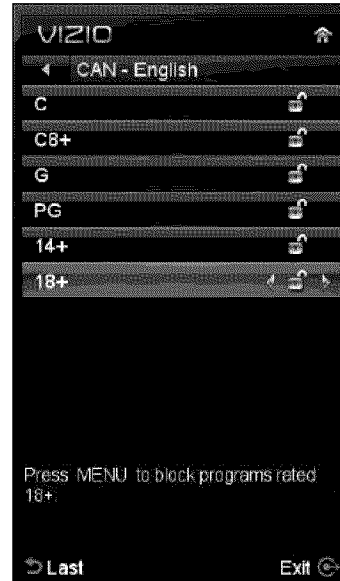 VIZIO
CAN - English
C
C8+
G
PG
14+
18+
Press MENU to block programs rated
18+.
Last Exit